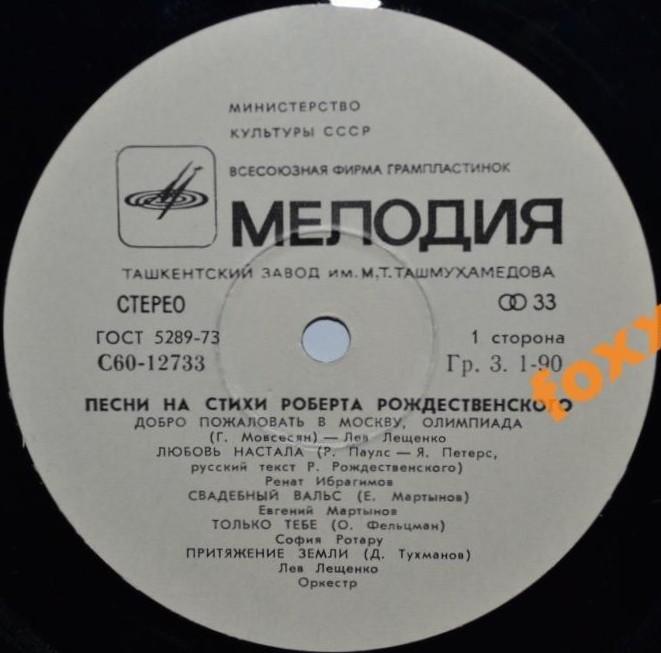 МИНИСТЕРСТВО
КУЛЬТУРЫ СССР
ВСЕСОЮЗНАЯ ФИРМА ГРАМПЛАСТИНОК
МЕЛОДИЯ
ТАШКЕНТСКИЙ ЗАВОД ИМ. М. Т. ТАШМУХАМЕДОВА
СТЕРЕО 33
ГОСТ 5289-73 1 сторона
С60-12733 Гр. 3. 1-90
foxy
ПЕСНИ НА СТИХИ РОБЕРТА РОЖДЕСТВЕНСКОГО
ДОБРО ПОЖАЛОВАТЬ В МОСКВУ, ОЛИМПИАДА
(Г. Мовсесян) — Лев Лещенко
ЛЮБОВЬ НАСТАЛА (Р. Паулс — Я. Петерс,
русский текст Р. Рождественского)
Ренат Ибрагимов
СВАДЕБНЫЙ ВАЛЬС (Е. Мартынов)
Евгений Мартынов
ТОЛЬКО ТЕБЕ (О. Фельцман)
София Ротару
ПРИТЯЖЕНИЕ ЗЕМЛИ (Д. Тухманов)
Лев Лещенко
Оркестр